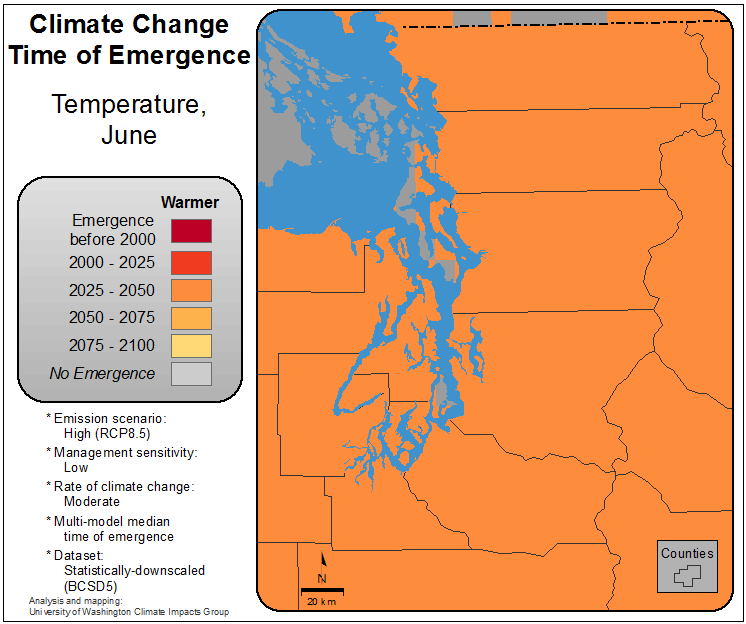 Climate Change
Time of Emergence
Temperature,
June
Warmer
Emergence
before 2000
2000 - 2025
2025 - 2050
2050 - 2075
2075 - 2100
No Emergence
* Emission scenario:
High (RCP8.5)
* Management sensitivity:
Low
* Rate of climate change:
Moderate
* Multi-model median
time of emergence
* Dataset:
Statistically-downscaled
(BCSD5)
Analysis and mapping:
University of Washington Climate Impacts Group
N
20 km
Counties